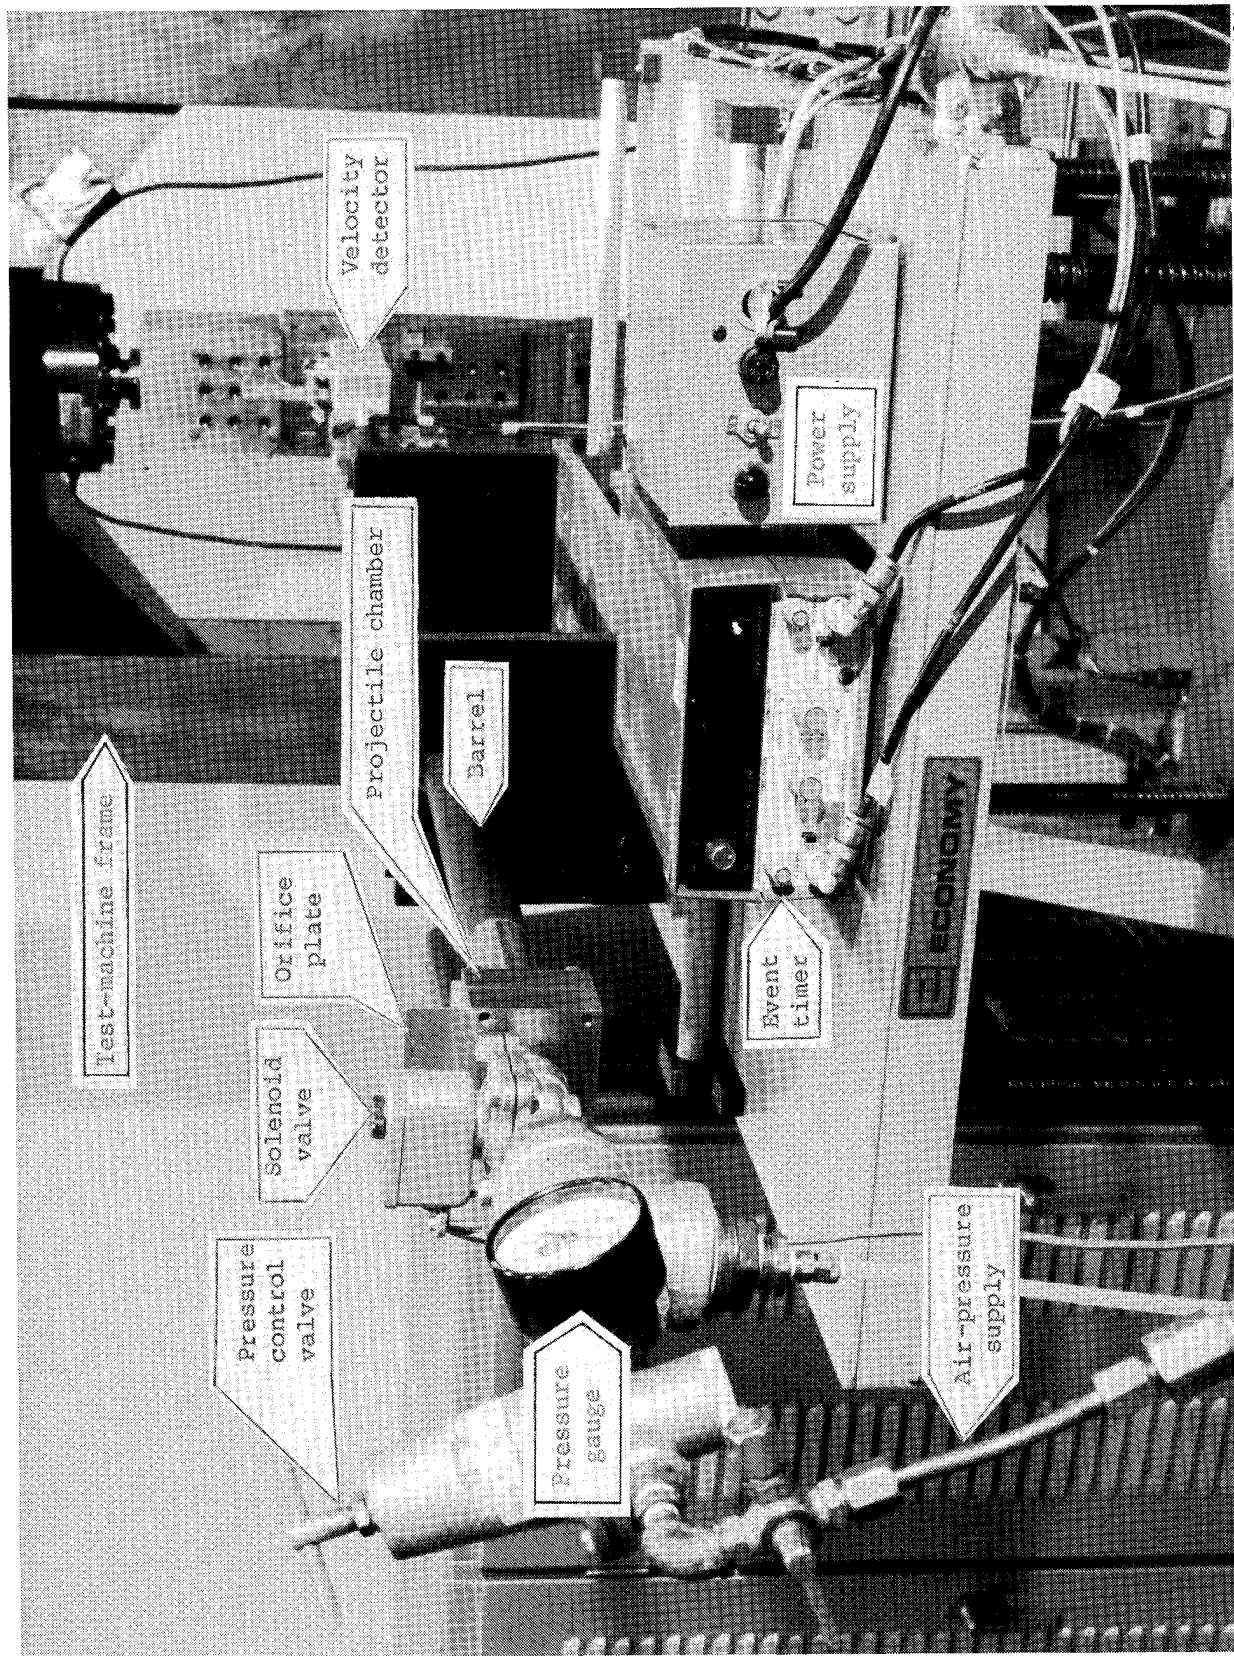 Test-machine frame
Pressure
control
valve
Solenoid
valve
Orifice
plate
Projectile chamber
Velocity
detector
Barrel
Pressure
gauge
Event
timer
Power
supply
ECONOMY
Air-pressure
supply